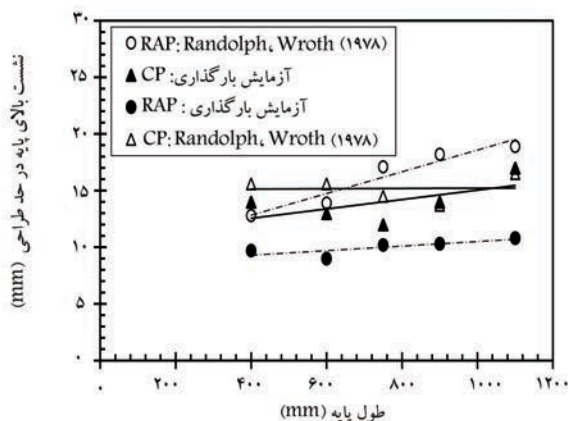 نشست بالای پایه در حد طراحی (mm)
۳۰
۲۵
۲۰
۱۵
۱۰
۵
۰
RAP: Randolph، Wroth (۱۹۷۸)
CP: آزمایش بارگذاری
RAP: آزمایش بارگذاری
CP: Randolph، Wroth (۱۹۷۸)
۰ ۲۰۰ ۴۰۰ ۶۰۰ ۸۰۰ ۱۰۰۰ ۱۲۰۰
طول پایه (mm)